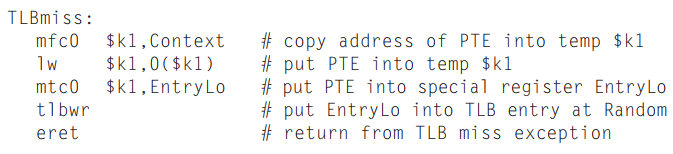 TLBmiss:
mfc0 $k1,Context # copy address of PTE into temp $k1
lw $k1,0($k1) # put PTE into temp $k1
mtc0 $k1,EntryLo # put PTE into special register EntryLo
tlbwr # put EntryLo into TLB entry at Random
eret # return from TLB miss exception